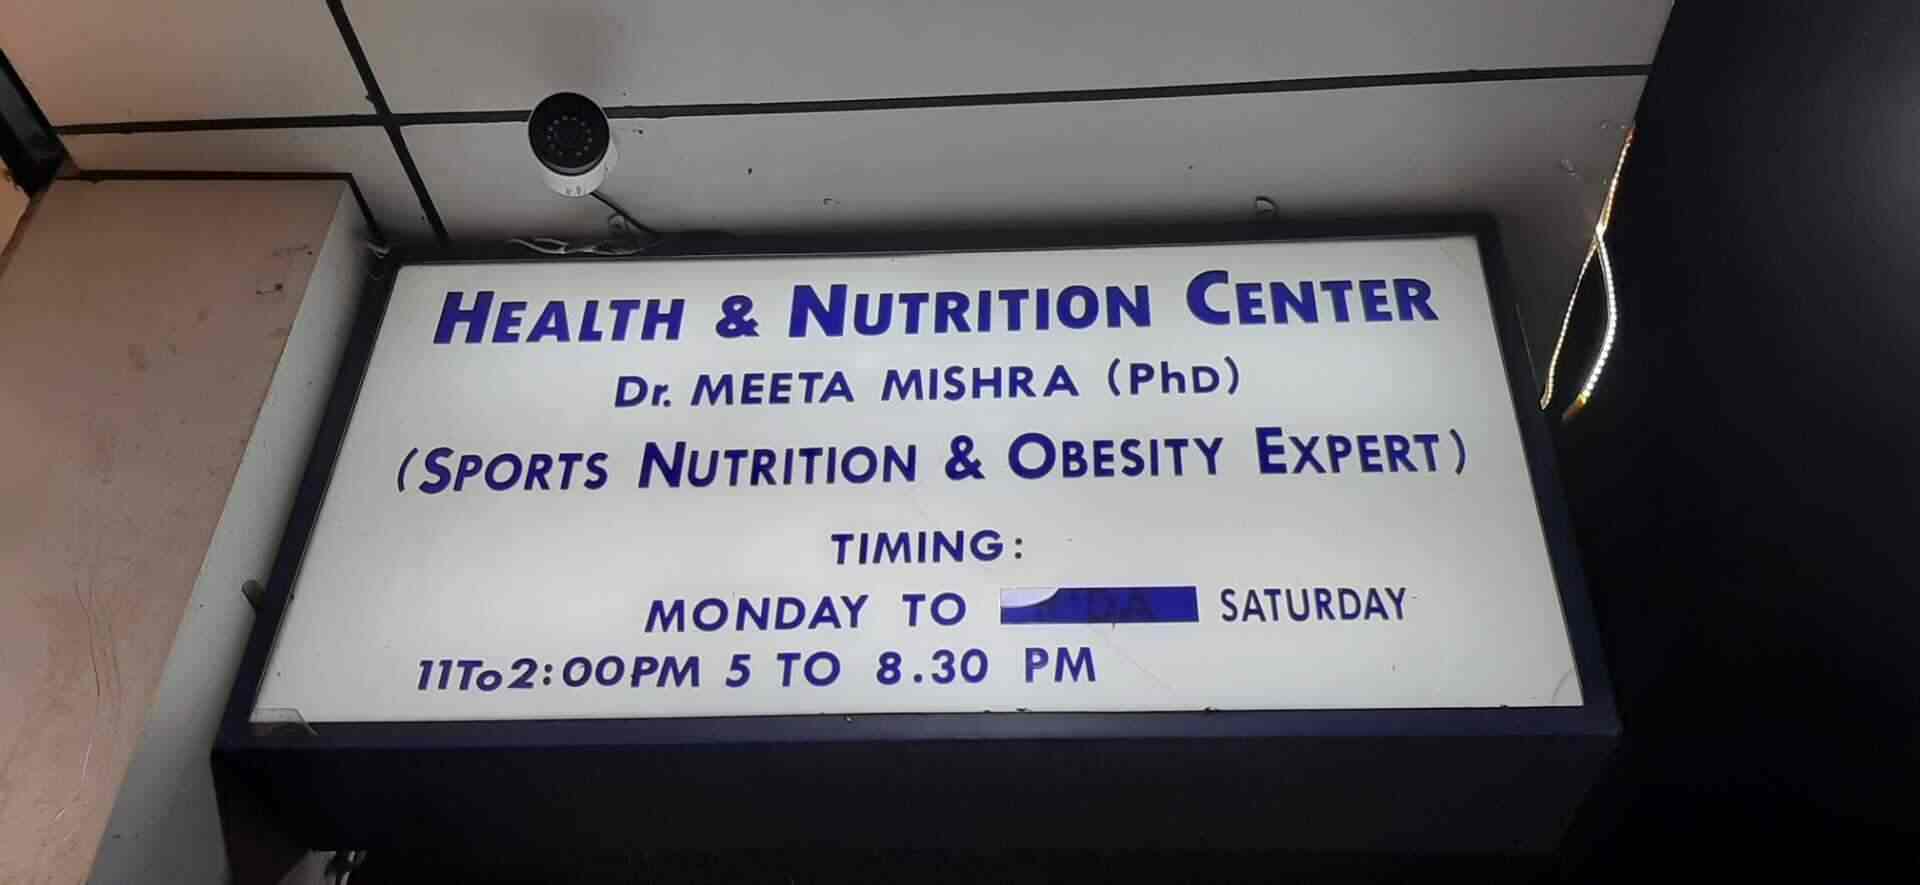 HEALTH & NUTRITION CENTER
Dr. MEETA MISHRA (PhD)
(SPORTS NUTRITION & OBESITY EXPERT)
TIMING:
MONDAY TO SATURDAY
11To2:00PM 5 TO 8.30 PM